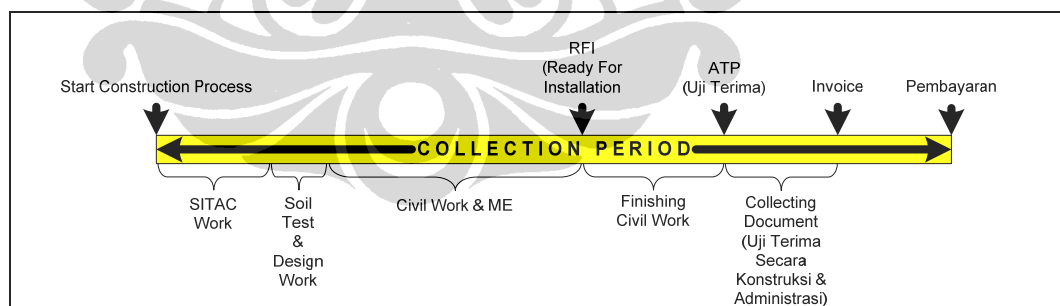 RFI
(Ready For
Installation
ATP
(Uji Terima)
Start Construction Process
Invoice
Pembayaran
COLLECTION PERIOD
SITAC
Work
Soil
Test
&
Design
Work
Civil Work & ME
Finishing
Civil Work
Collecting
Document
(Uji Terima
Secara
Konstruksi &
Administrasi)